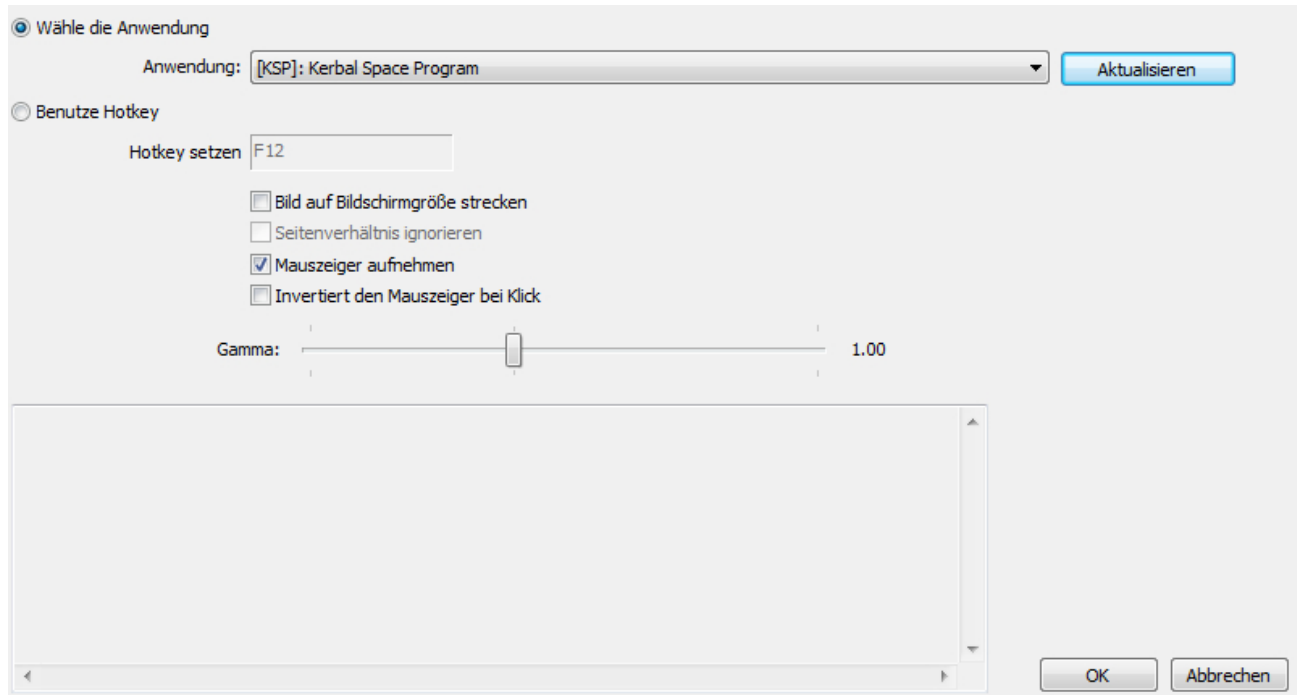 Wähle die Anwendung
Anwendung: [KSP]: Kerbal Space Program Aktualisieren
Benutze Hotkey
Hotkey setzen F12
Bild auf Bildschirmgröße strecken
Seitenverhältnis ignorieren
Mauszeiger aufnehmen
Invertiert den Mauszeiger bei Klick
Gamma: 1.00
OK Abbrechen